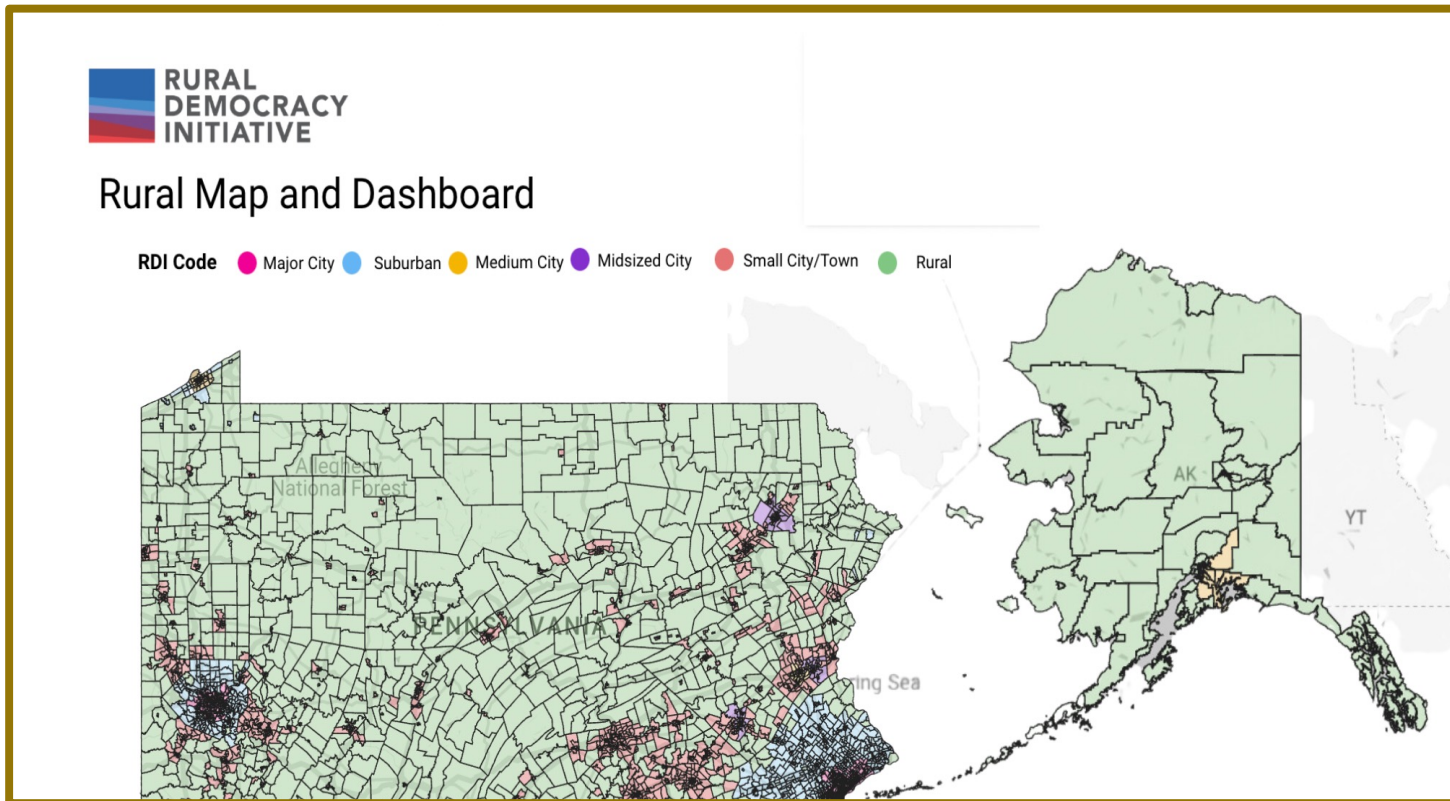 RURAL
DEMOCRACY
INITIATIVE
Rural Map and Dashboard
RDI Code Major City Suburban Medium City Midsized City Small City/Town Rural
Allegheny
National Forest
AK
YT
PENNSYLVANIA
ring Sea